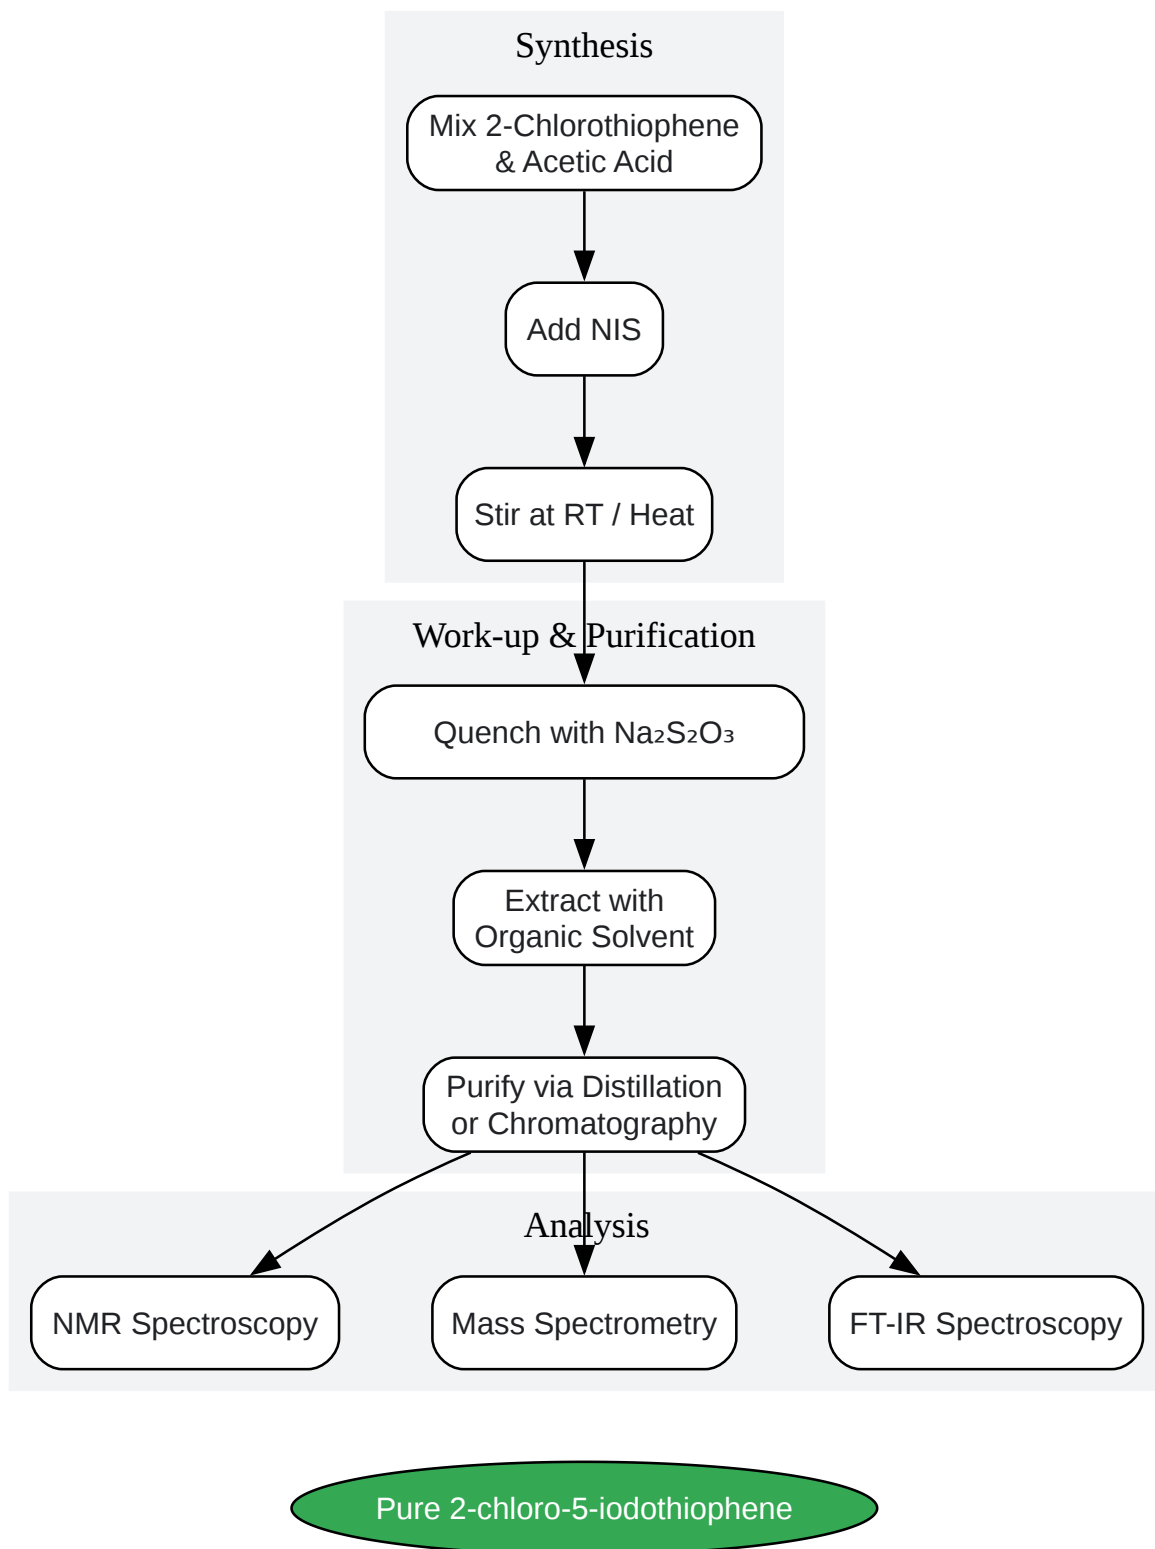 Synthesis
Mix 2-Chlorothiophene
& Acetic Acid
Add NIS
Stir at RT / Heat
Work-up & Purification
Quench with Na₂S₂O₃
Extract with
Organic Solvent
Purify via Distillation
or Chromatography
Analysis
NMR Spectroscopy
Mass Spectrometry
FT-IR Spectroscopy
Pure 2-chloro-5-iodothiophene